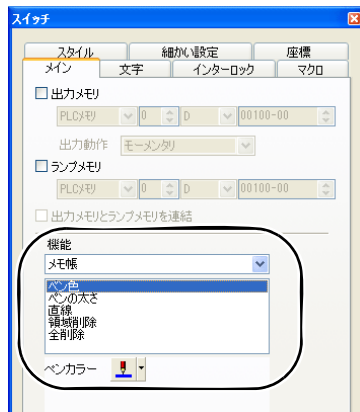 スイッチ
スタイル 細かい設定 座標
メイン 文字 インターロック マクロ
出力メモリ
PLCメモリ 0 D 00100-00
出力動作 モーメンタリ
ランプメモリ
PLCメモリ 0 D 00100-00
出力メモリとランプメモリを連結
機能
メモ帳
ペン色
ペンの太さ
直線
領域削除
全削除
ペンカラー